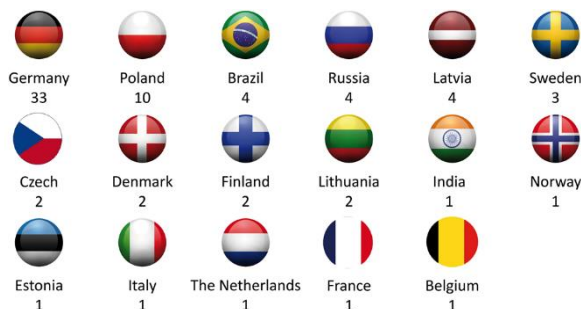 Germany Poland Brazil Russia Latvia Sweden
33 10 4 4 4 3
Czech Denmark Finland Lithuania India Norway
2 2 2 2 1 1
Estonia Italy The Netherlands France Belgium
1 1 1 1 1